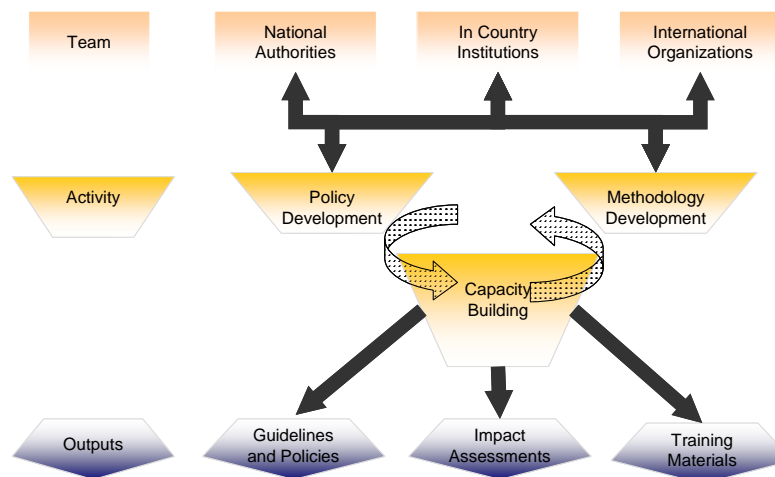 Team
National
Authorities
In Country
Institutions
International
Organizations
Activity
Policy
Development
Methodology
Development
Capacity
Building
Outputs
Guidelines
and Policies
Impact
Assessments
Training
Materials